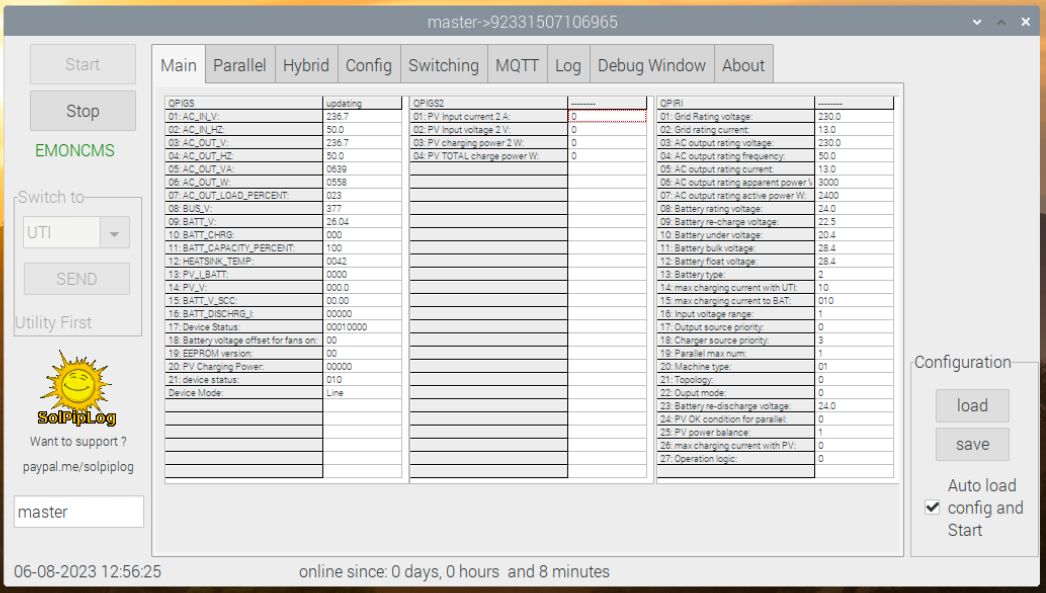 master->92331507106965
Start
Stop
EMONCMS
Switch to
UTI
SEND
Utility First
SolPipLog
Want to support ?
paypal.me/solpiplog
master
Main Parallel Hybrid Config Switching MQTT Log Debug Window About
QPIGS updating
01: AC_IN_V: 236.7
02: AC_IN_HZ: 50.0
03: AC_OUT_V: 236.7
04: AC_OUT_HZ: 50.0
05: AC_OUT_VA: 0639
06: AC_OUT_W: 0558
07: AC_OUT_LOAD_PERCENT: 023
08: BUS_V: 377
09: BATT_V: 26.04
10: BATT_CHRG: 000
11: BATT_CAPACITY_PERCENT: 100
12: HEATSINK_TEMP: 0042
13: PV_I_BATT: 0000
14: PV_V: 000.0
15: BATT_V_SCC: 00.00
16: BATT_DISCHRG_I: 00000
17: Device Status: 00010000
18: Battery voltage offset for fans on: 00
19: EEPROM version: 00
20: PV Charging Power: 00000
21: device status: 010
Device Mode: Line
QPIGS2 --------
01: PV Input current 2 A: 0
02: PV Input voltage 2 V: 0
03: PV charging power 2 W: 0
04: PV TOTAL charge power W: 0
QPIRI --------
01: Grid Rating voltage: 230.0
02: Grid rating current: 13.0
03: AC output rating voltage: 230.0
04: AC output rating frequency: 50.0
05: AC output rating current: 13.0
06: AC output rating apparent power V 3000
07: AC output rating active power W: 2400
08: Battery rating voltage: 24.0
09: Battery re-charge voltage: 22.5
10: Battery under voltage: 20.4
11: Battery bulk voltage: 28.4
12: Battery float voltage: 28.4
13: Battery type: 2
14: max charging current with UTI: 10
15: max charging current to BAT: 010
16: Input voltage range: 1
17: Output source priority: 0
18: Charger source priority: 3
19: Parallel max num: 1
20: Machine type: 01
21: Topology: 0
22: Ouput mode: 0
23: Battery re-discharge voltage: 24.0
24: PV OK condition for parallel: 0
25: PV power balance: 1
26: max charging current with PV: 0
27: Operation logic: 0
Configuration
load
save
Auto load
config and
Start
06-08-2023 12:56:25 online since: 0 days, 0 hours and 8 minutes